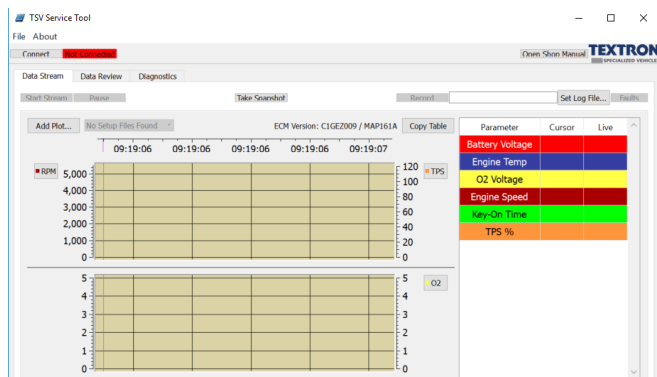 TSV Service Tool
File About
Connect Not Connected Open Shop Manual TEXTRON
SPECIALIZED VEHICLES
Data Stream Data Review Diagnostics
Start Stream Pause Take Snapshot Record Set Log File... Faults
Add Plot... No Setup Files Found ECM Version: C1GEZ009 / MAP161A Copy Table Parameter Cursor Live
09:19:06 09:19:06 09:19:06 09:19:06 09:19:07
Battery Voltage
Engine Temp
O2 Voltage
Engine Speed
Key-On Time
TPS %
RPM 5,000 120 TPS
4,000 100
3,000 80
2,000 60
1,000 40
0 20
0
5 5 O2
4 4
3 3
2 2
1 1
0 0